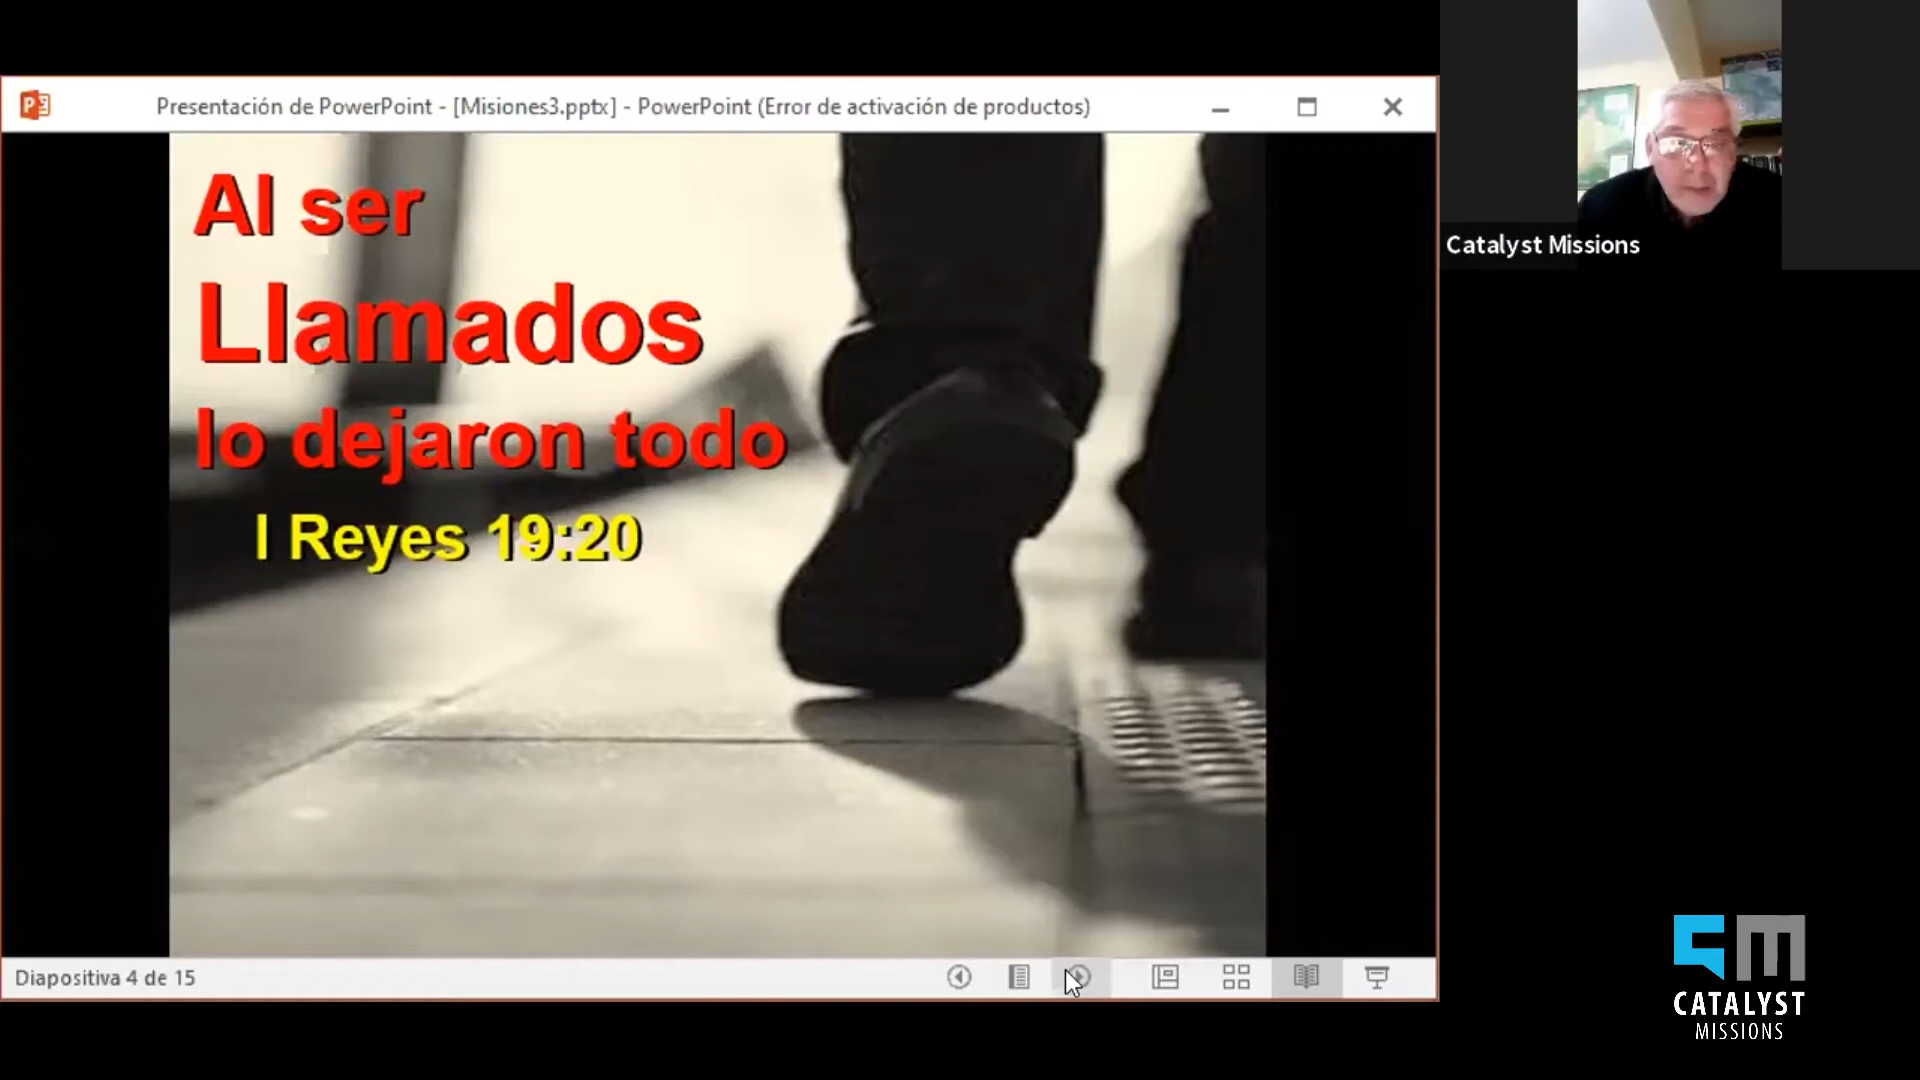 Presentación de PowerPoint - [Misiones3.pptx] - PowerPoint (Error de activación de productos)
Al ser
Llamados
lo dejaron todo
I Reyes 19:20
Diapositiva 4 de 15
Catalyst Missions
CATALYST
MISSIONS